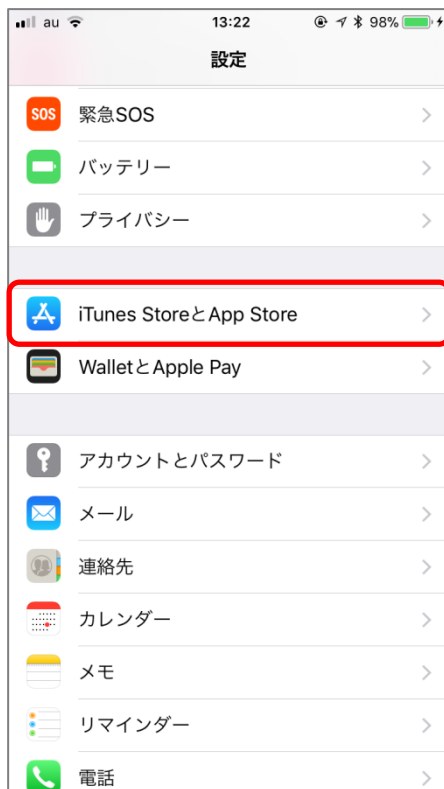 au 13:22 98%
設定
SOS 緊急SOS
バッテリー
プライバシー
iTunes StoreとApp Store
WalletとApple Pay
アカウントとパスワード
メール
連絡先
カレンダー
メモ
リマインダー
電話